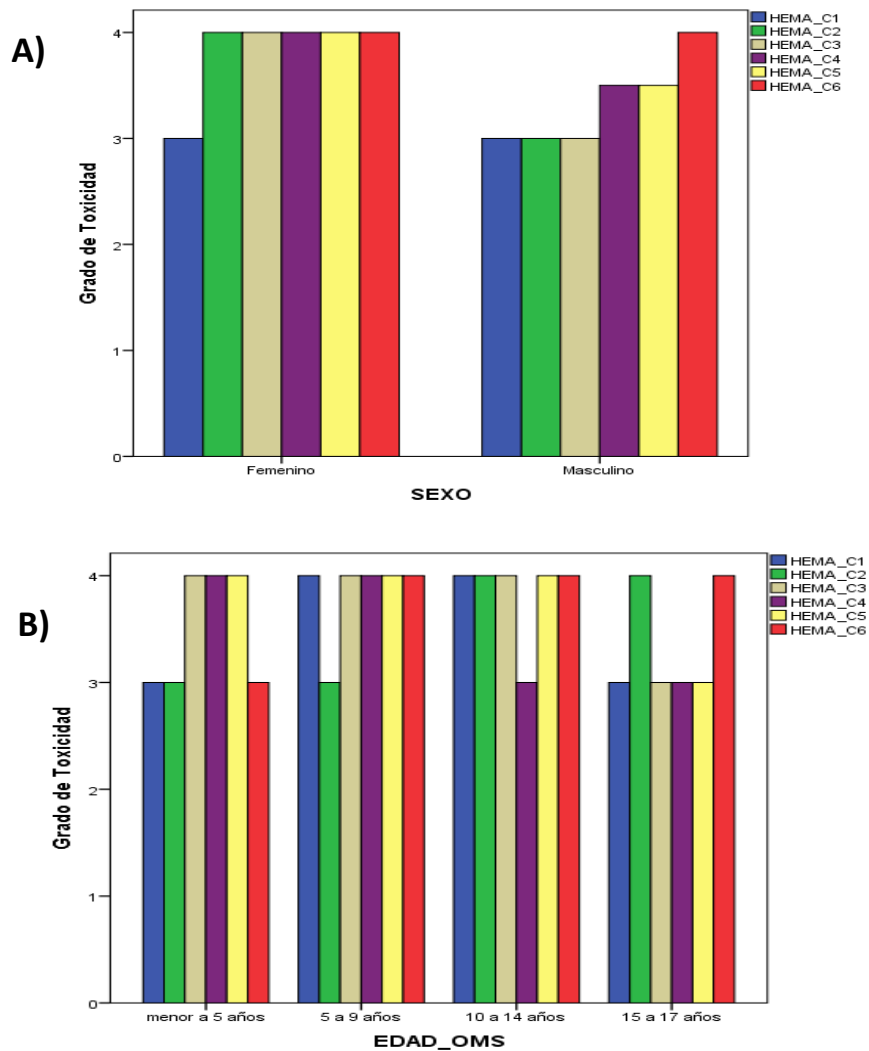 A)
Grado de Toxicidad
4
3
2
1
0
Femenino
Masculino
SEXO
HEMA_C1
HEMA_C2
HEMA_C3
HEMA_C4
HEMA_C5
HEMA_C6
B)
Grado de Toxicidad
4
3
2
1
0
menor a 5 años
5 a 9 años
10 a 14 años
15 a 17 años
EDAD_OMS
HEMA_C1
HEMA_C2
HEMA_C3
HEMA_C4
HEMA_C5
HEMA_C6